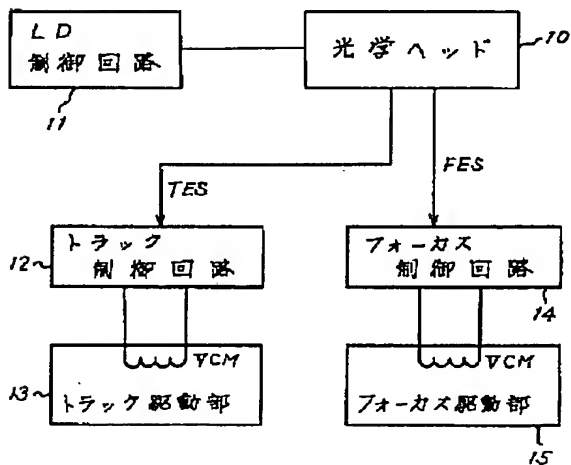 LD
制御回路
11
光学ヘッド
10
TES
FES
トラック
制御回路
12
フォーカス
制御回路
14
VCM
トラック駆動部
13
VCM
フォーカス駆動部
15